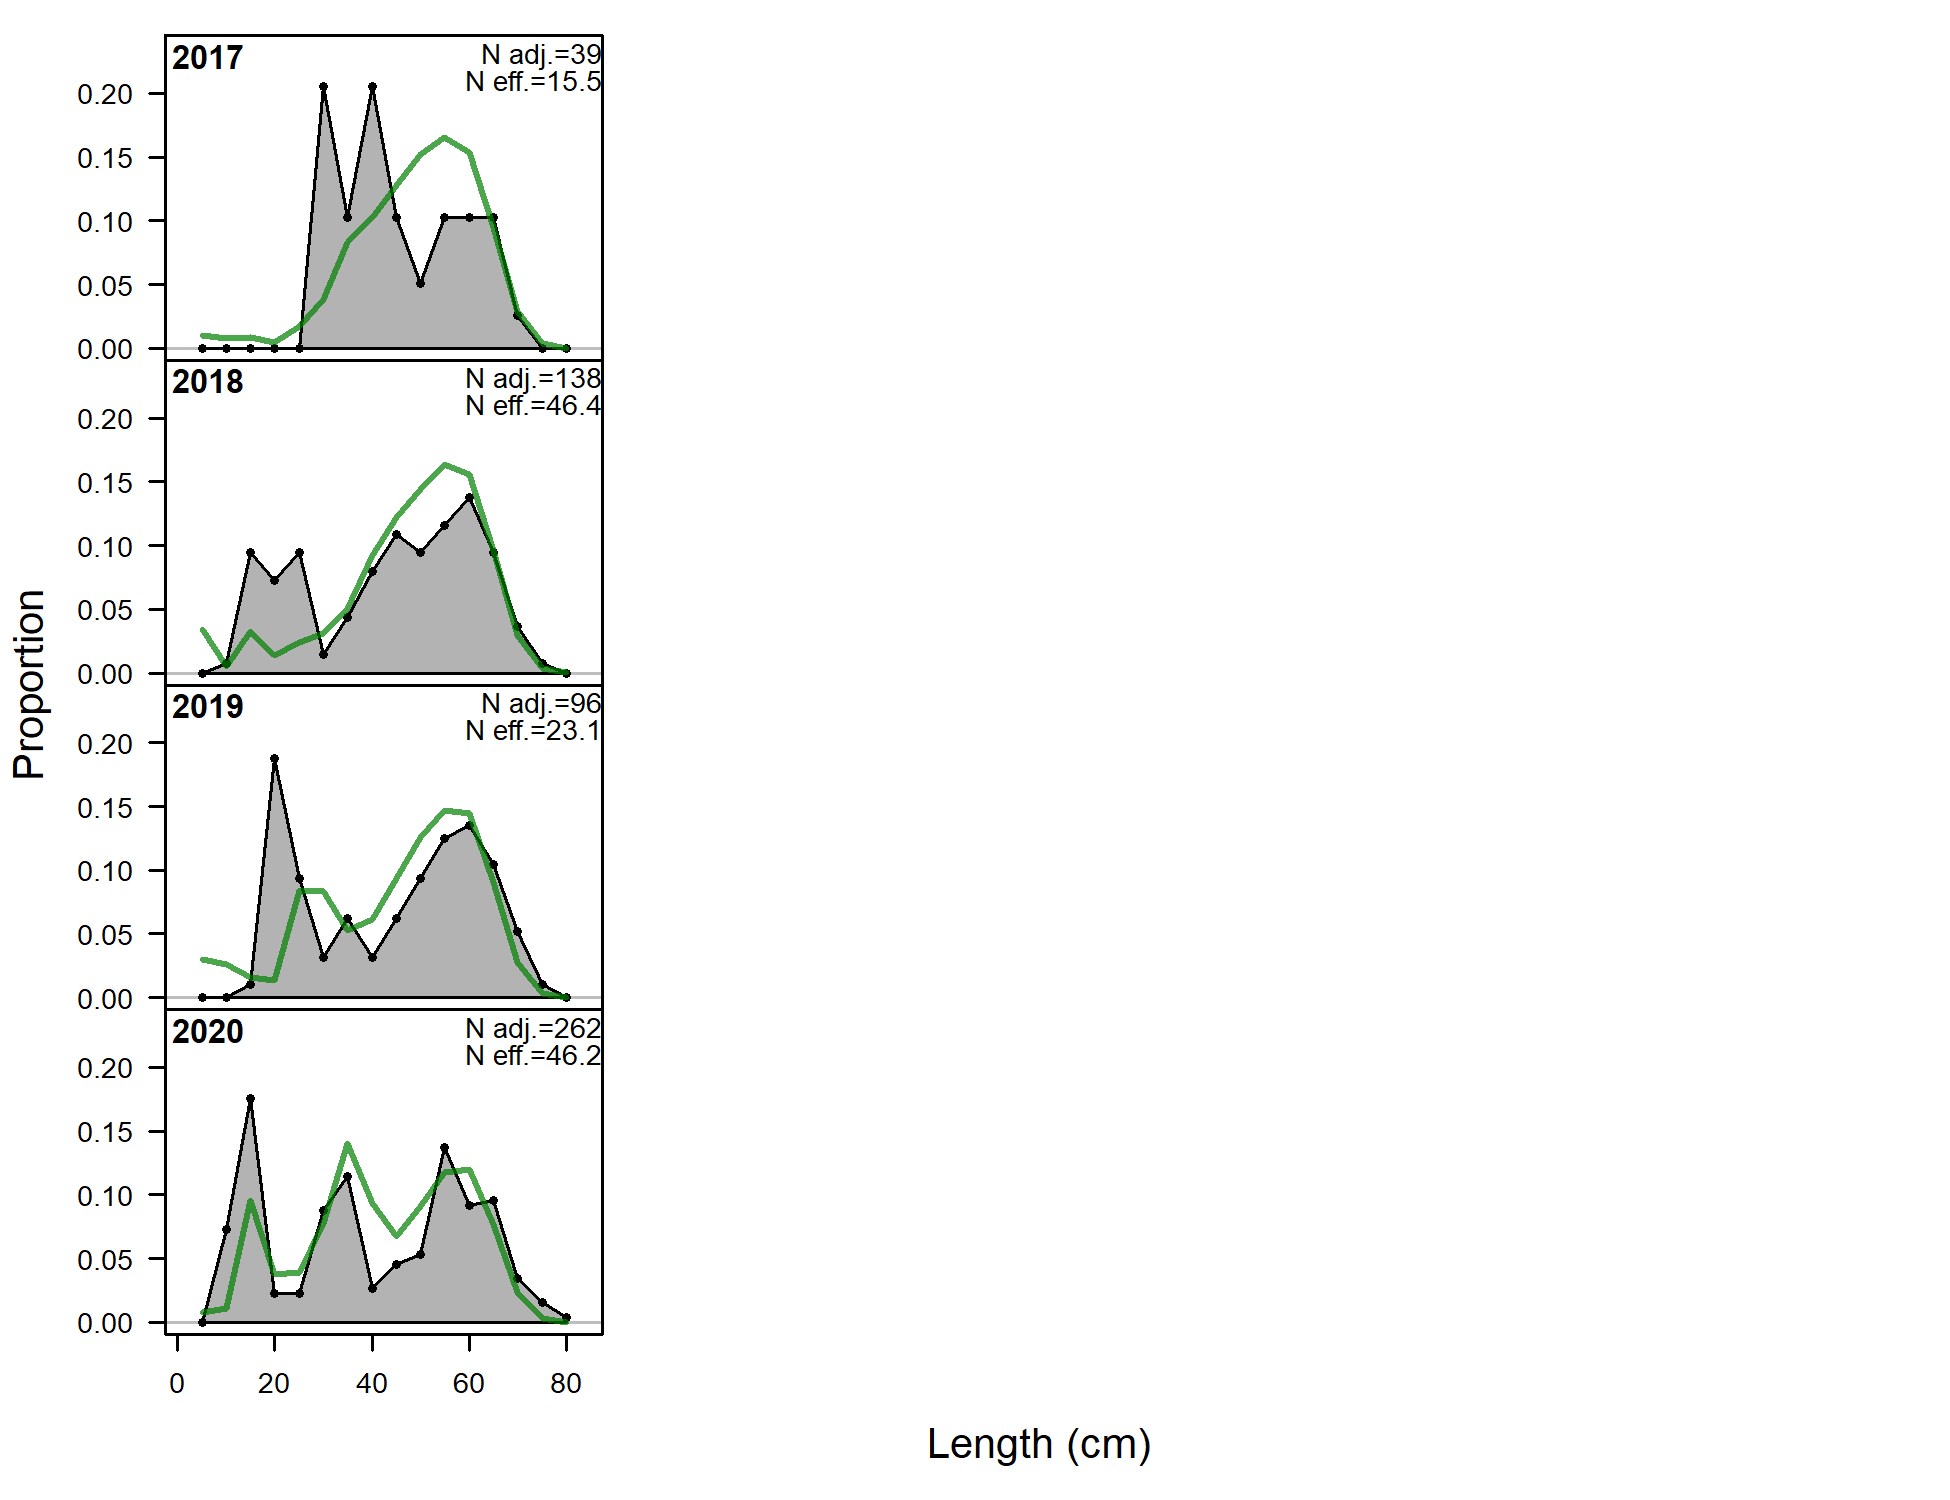 2017
N adj.=39
N eff.=15.5
0.20
0.15
0.10
0.05
0.00
2018
N adj.=138
N eff.=46.4
0.20
0.15
0.10
0.05
0.00
2019
N adj.=96
N eff.=23.1
0.20
0.15
0.10
0.05
0.00
2020
N adj.=262
N eff.=46.2
0.20
0.15
0.10
0.05
0.00
0 20 40 60 80
Proportion
Length (cm)